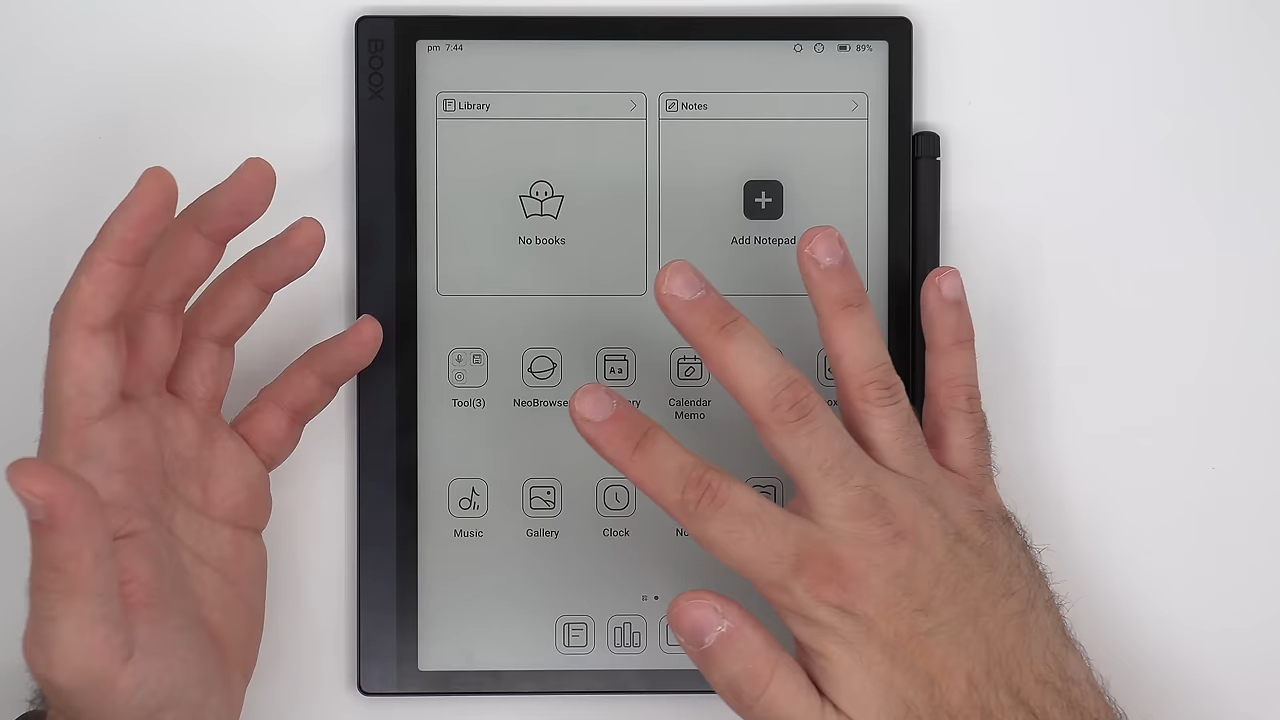 BOOX
pm 7:44
89%
Library
Notes
No books
Add Notepad
Aa
Tool(3)
NeoBrowse
Calendar
Memo
Music
Gallery
Clock